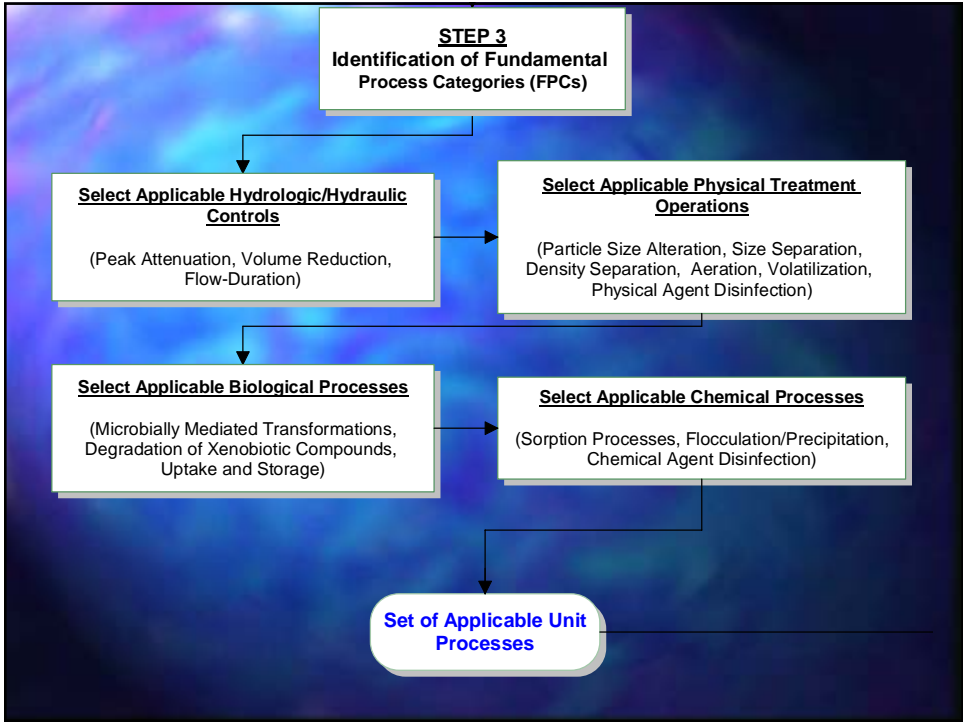 STEP 3
Identification of Fundamental
Process Categories (FPCs)
Select Applicable Hydrologic/Hydraulic
Controls
(Peak Attenuation, Volume Reduction,
Flow-Duration)
Select Applicable Physical Treatment
Operations
(Particle Size Alteration, Size Separation,
Density Separation, Aeration, Volatilization,
Physical Agent Disinfection)
Select Applicable Biological Processes
(Microbially Mediated Transformations,
Degradation of Xenobiotic Compounds,
Uptake and Storage)
Select Applicable Chemical Processes
(Sorption Processes, Flocculation/Precipitation,
Chemical Agent Disinfection)
Set of Applicable Unit
Processes